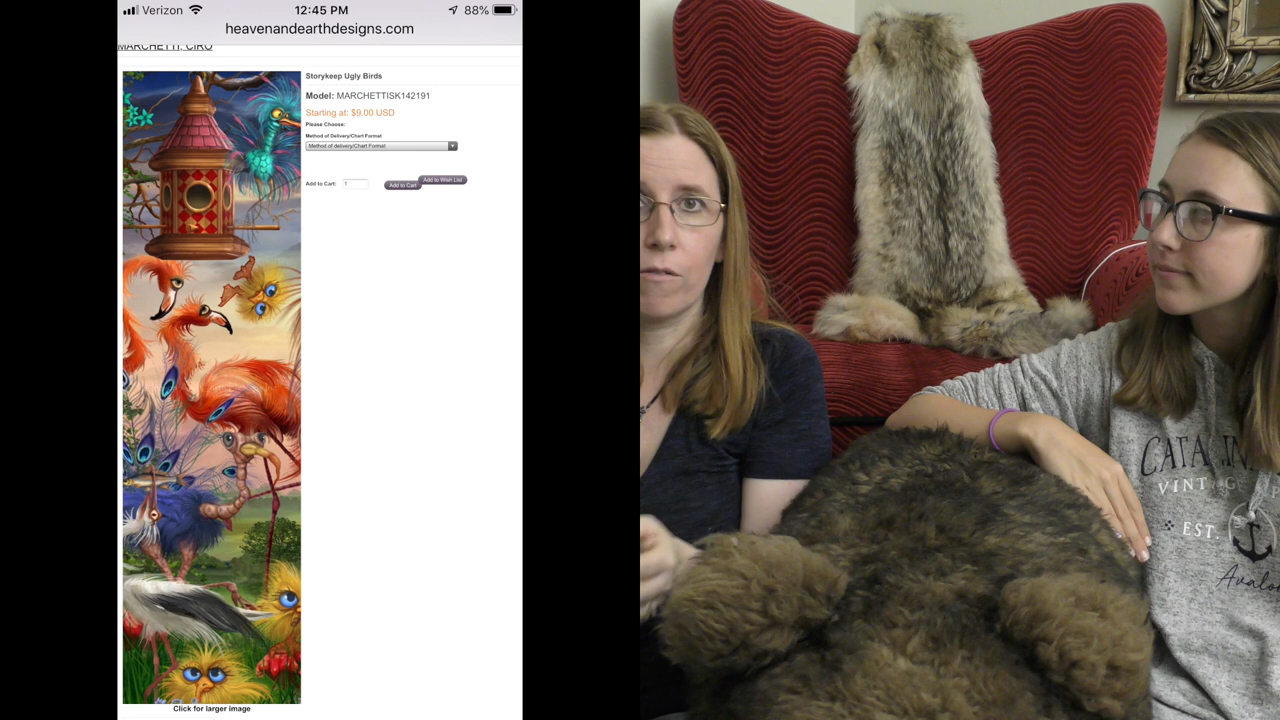 Verizon 12:45 PM 88%
heavenandearthdesigns.com
MARCHETTI, CIRO
Storykeep Ugly Birds
Model: MARCHETTISK142191
Starting at: $9.00 USD
Please Choose:
Method of Delivery/Chart Format
Method of delivery/Chart Format
Add to Cart: 1 Add to Cart Add to Wish List
Click for larger image
CATALIN
VINTAGE
EST.
Avalo